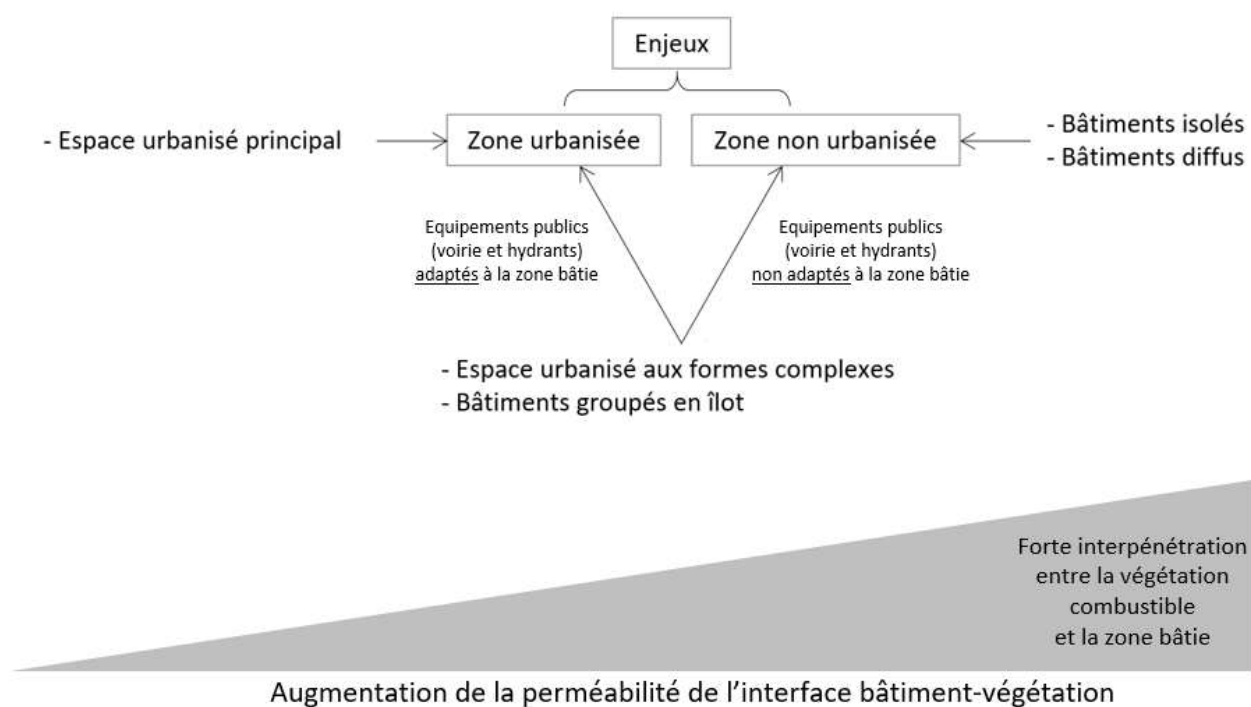 Enjeux
- Espace urbanisé principal
Zone urbanisée
Zone non urbanisée
- Bâtiments isolés
- Bâtiments diffus
Equipements publics
(voirie et hydrants)
adaptés à la zone bâtie
Equipements publics
(voirie et hydrants)
non adaptés à la zone bâtie
- Espace urbanisé aux formes complexes
- Bâtiments groupés en îlot
Forte interpénétration
entre la végétation
combustible
et la zone bâtie
Augmentation de la perméabilité de l’interface bâtiment-végétation